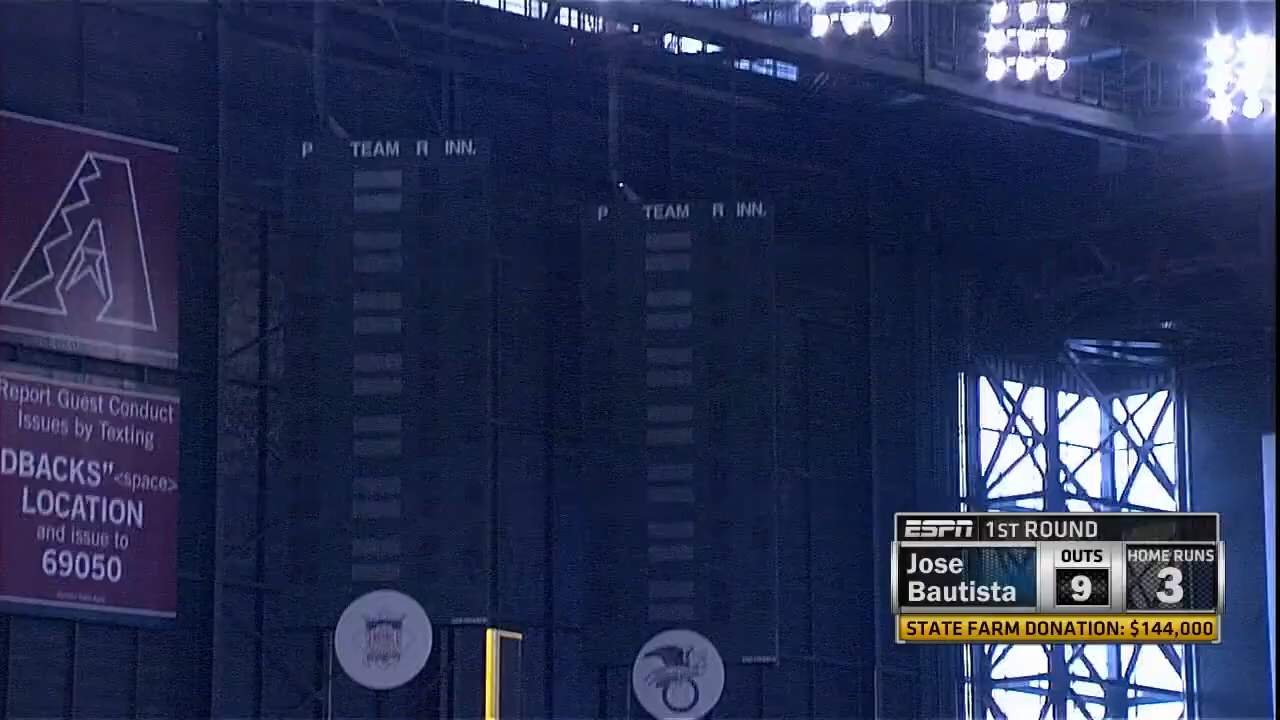 P TEAM R INN.
P TEAM R INN.
Report Guest Conduct
Issues by Texting
DBACKS"<space>
LOCATION
and issue to
69050
ESPN 1ST ROUND
Jose
Bautista
OUTS
9
HOME RUNS
3
STATE FARM DONATION: $144,000